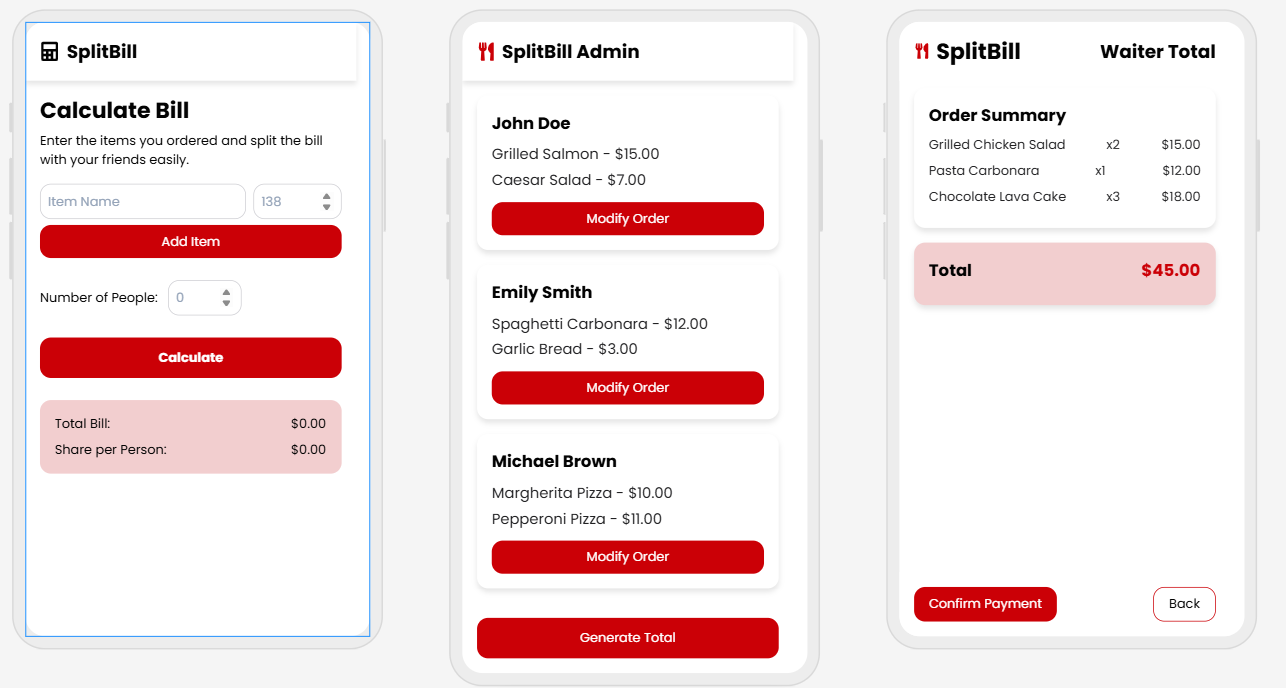 SplitBill
Calculate Bill
Enter the items you ordered and split the bill
with your friends easily.
Item Name 138
Add Item
Number of People: 0
Calculate
Total Bill: $0.00
Share per Person: $0.00
SplitBill Admin
John Doe
Grilled Salmon - $15.00
Caesar Salad - $7.00
Modify Order
Emily Smith
Spaghetti Carbonara - $12.00
Garlic Bread - $3.00
Modify Order
Michael Brown
Margherita Pizza - $10.00
Pepperoni Pizza - $11.00
Modify Order
Generate Total
SplitBill Waiter Total
Order Summary
Grilled Chicken Salad x2 $15.00
Pasta Carbonara x1 $12.00
Chocolate Lava Cake x3 $18.00
Total $45.00
Confirm Payment Back